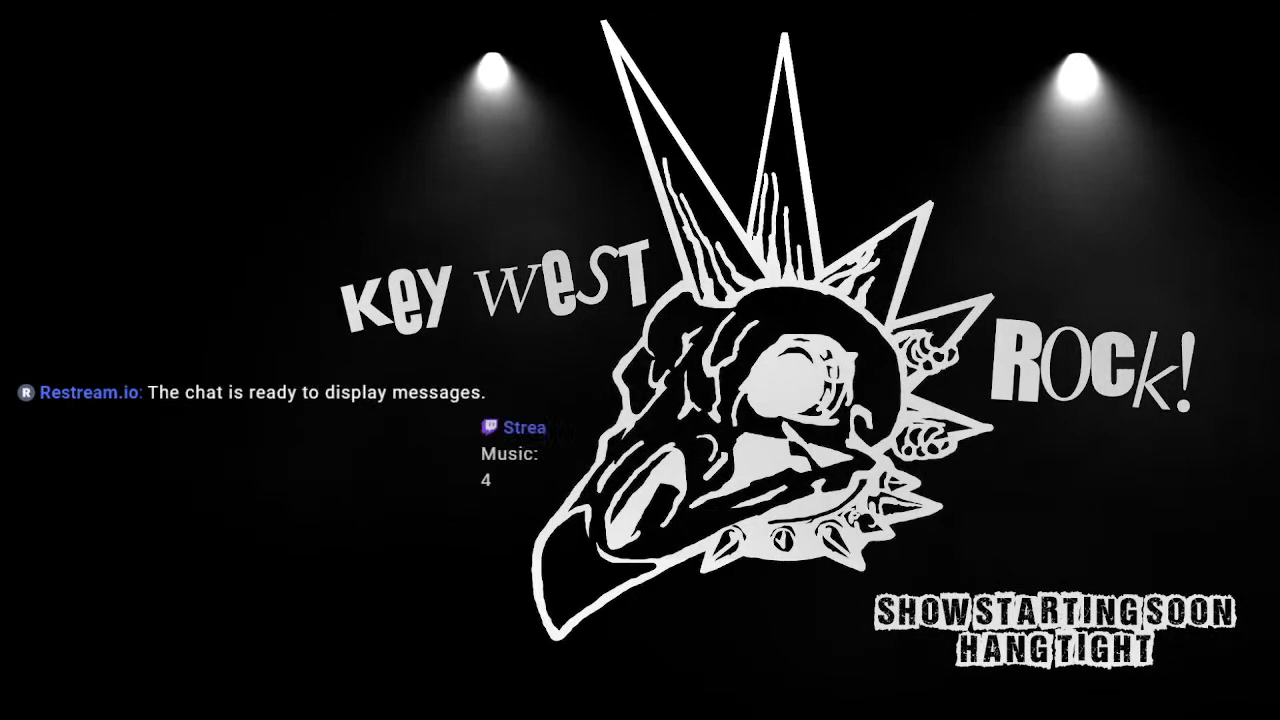 KEY WEST
ROCK!
R Restream.io: The chat is ready to display messages.
Strea
Music:
4
SHOW STARTING SOON
HANG TIGHT